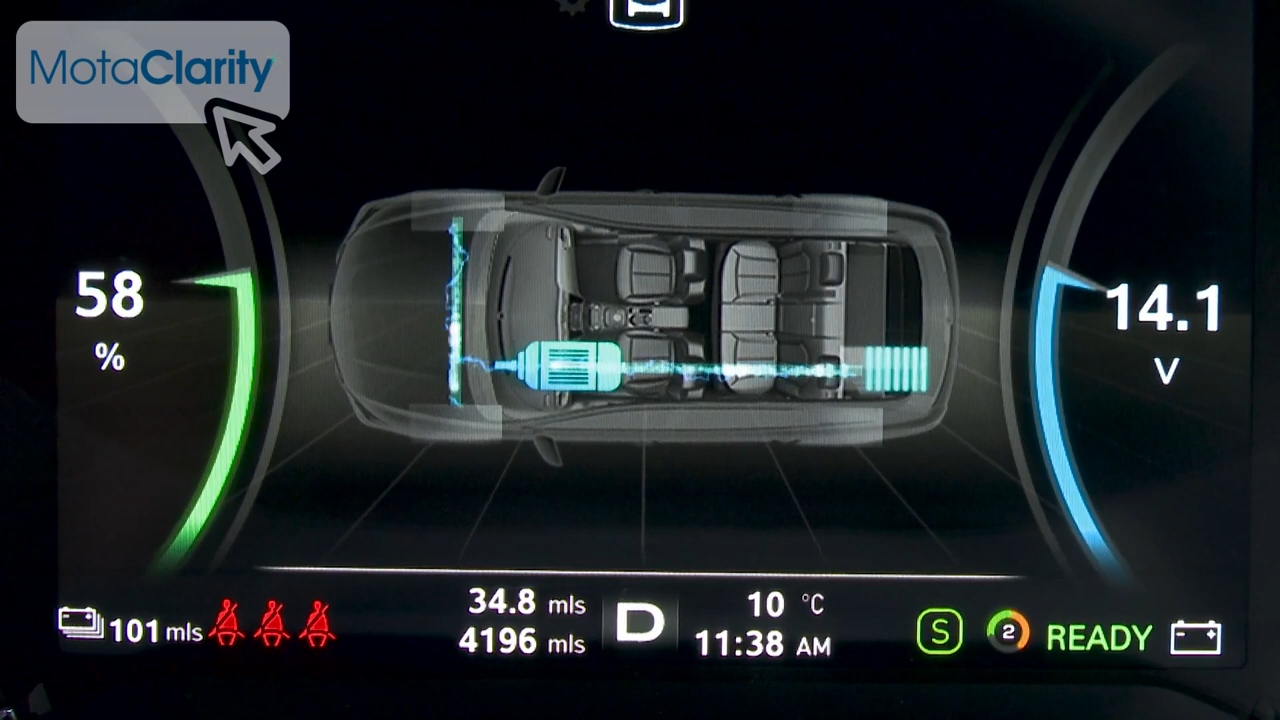 MotaClarity
58
%
14.1
V
101 mls
34.8 mls
4196 mls
D
10 °C
11:38 AM
S
2
READY